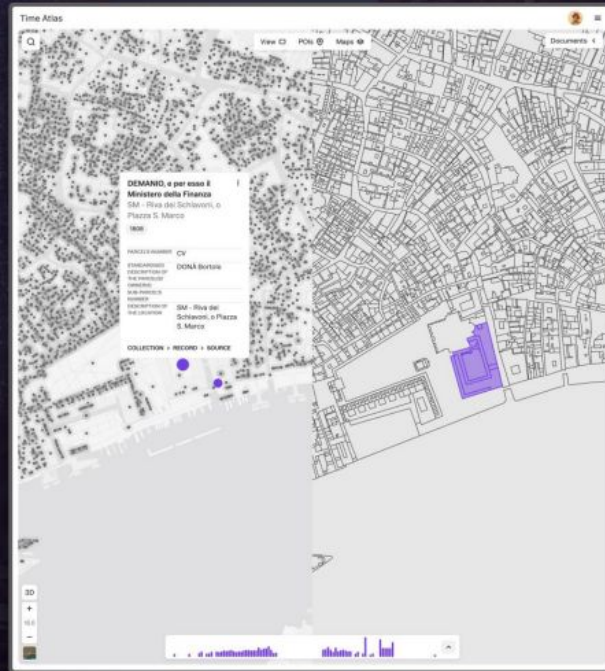 Time Atlas
View
POIs
Maps
Documents
DEMANIO, e per esso il
Ministero della Finanza
SM - Riva dei Schiavoni, o
Piazza S. Marco
1808
PARCELS NUMBER CV
STANDARDISED
DESCRIPTION OF
THE PARCELS'
OWNERS
DONÀ Bortolo
SUB-PARCELS
NUMBER
DESCRIPTION OF
THE LOCATION
SM - Riva dei
Schiavoni, o Piazza
S. Marco
COLLECTION + RECORD + SOURCE
3D
+
−